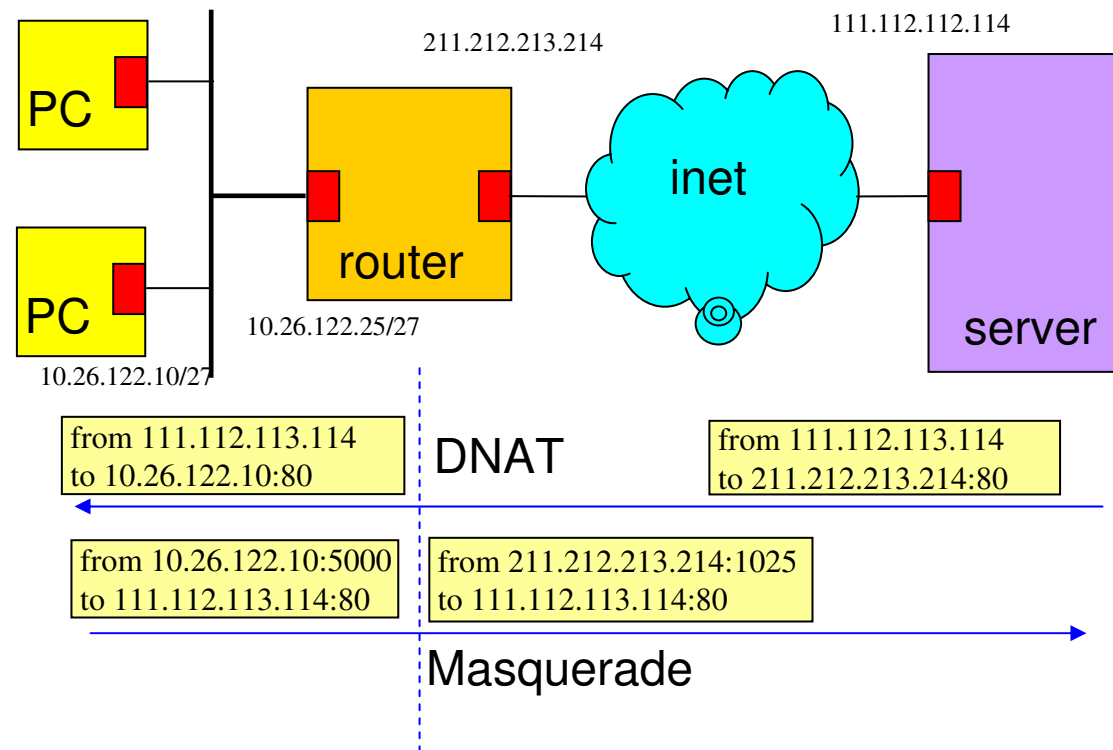 111.112.112.114
211.212.213.214
PC
inet
router
PC
10.26.122.25/27
server
10.26.122.10/27
from 111.112.113.114
to 10.26.122.10:80
DNAT
from 111.112.113.114
to 211.212.213.214:80
from 10.26.122.10:5000
to 111.112.113.114:80
from 211.212.213.214:1025
to 111.112.113.114:80
Masquerade